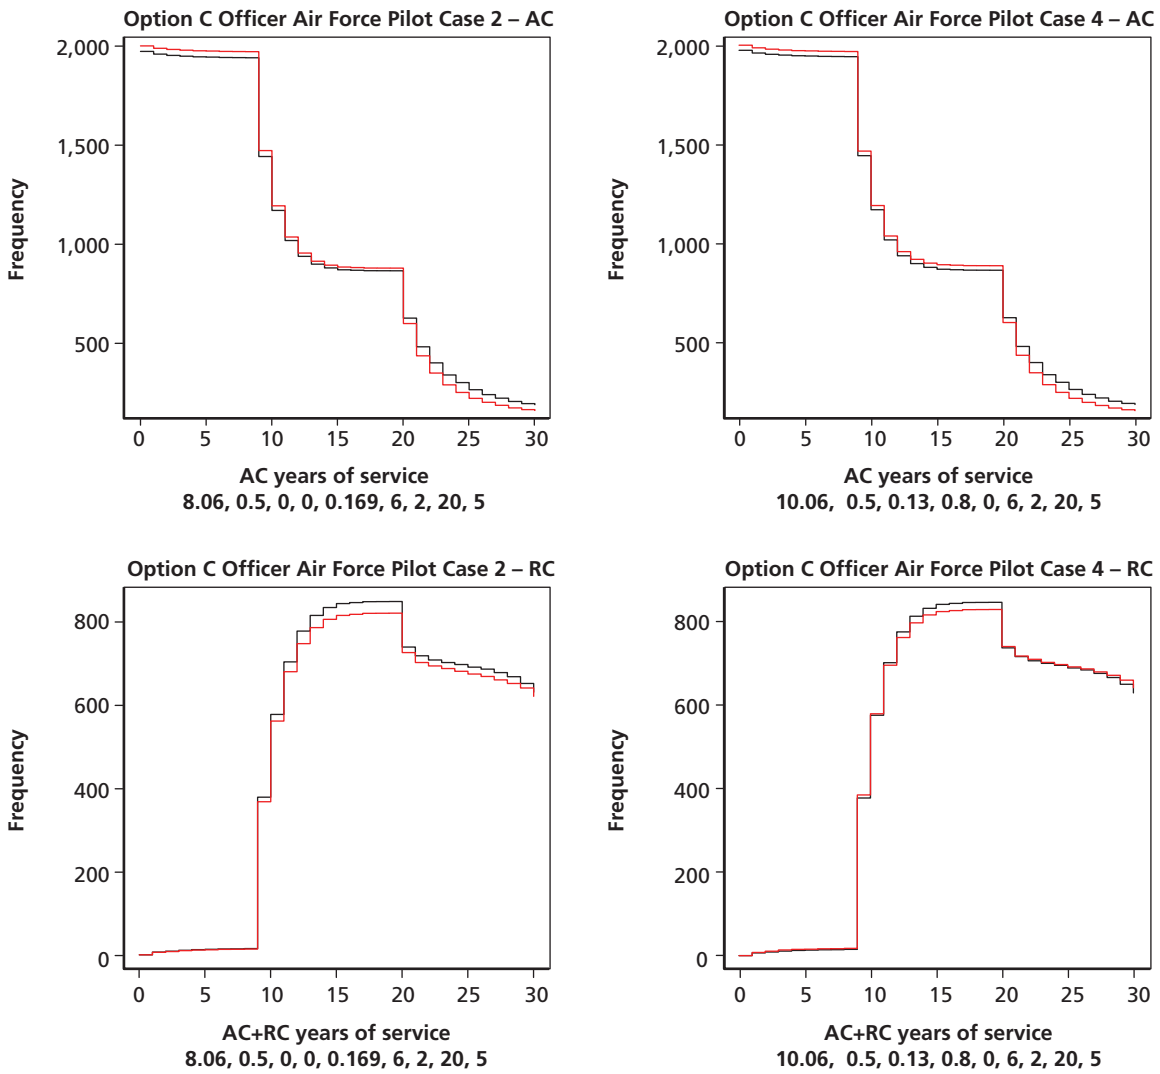 Option C Officer Air Force Pilot Case 2 – AC
Frequency
2,000
1,500
1,000
500
0 5 10 15 20 25 30
AC years of service
8.06, 0.5, 0, 0, 0.169, 6, 2, 20, 5
Option C Officer Air Force Pilot Case 4 – AC
Frequency
2,000
1,500
1,000
500
0 5 10 15 20 25 30
AC years of service
10.06, 0.5, 0.13, 0.8, 0, 6, 2, 20, 5
Option C Officer Air Force Pilot Case 2 – RC
Frequency
800
600
400
200
0
0 5 10 15 20 25 30
AC+RC years of service
8.06, 0.5, 0, 0, 0.169, 6, 2, 20, 5
Option C Officer Air Force Pilot Case 4 – RC
Frequency
800
600
400
200
0
0 5 10 15 20 25 30
AC+RC years of service
10.06, 0.5, 0.13, 0.8, 0, 6, 2, 20, 5